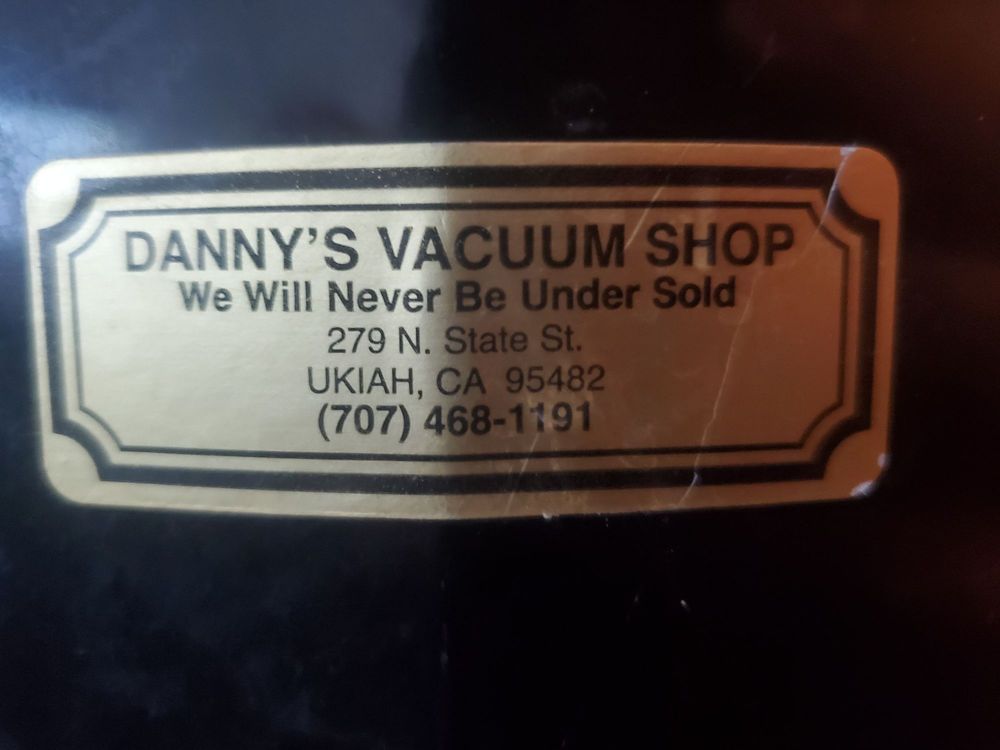 DANNY'S VACUUM SHOP
We Will Never Be Under Sold
279 N. State St.
UKIAH, CA 95482
(707) 468-1191